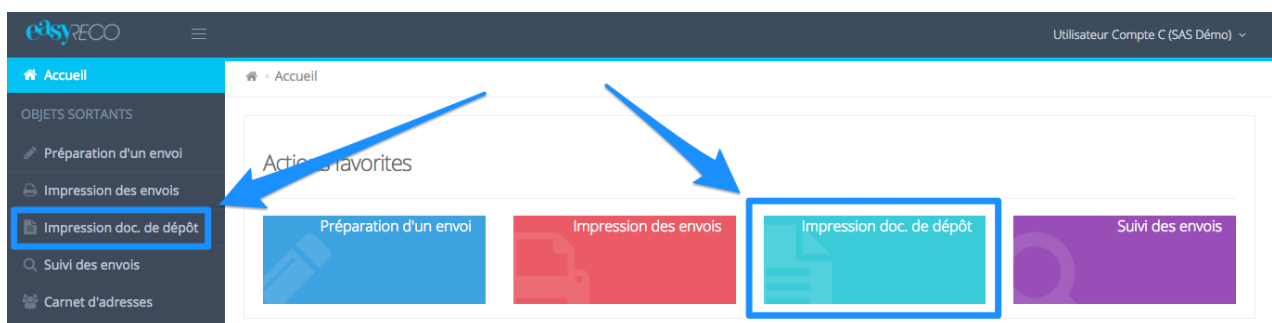 easyRECO
Utilisateur Compte C (SAS Démo)
Accueil
Accueil
OBJETS SORTANTS
Préparation d'un envoi
Actions favorites
Impression des envois
Impression doc. de dépôt
Préparation d'un envoi
Impression des envois
Impression doc. de dépôt
Suivi des envois
Suivi des envois
Carnet d'adresses